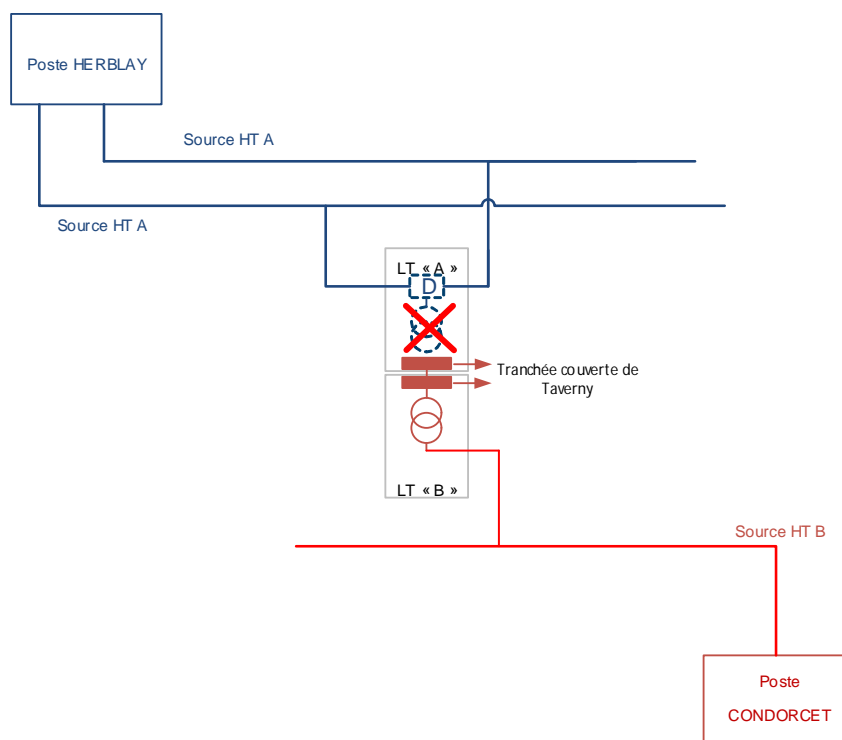 Poste HERBLAY
Source HT A
Source HT A
LT « A »
D
Tranchée couverte de
Taverny
LT « B »
Source HT B
Poste
CONDORCET